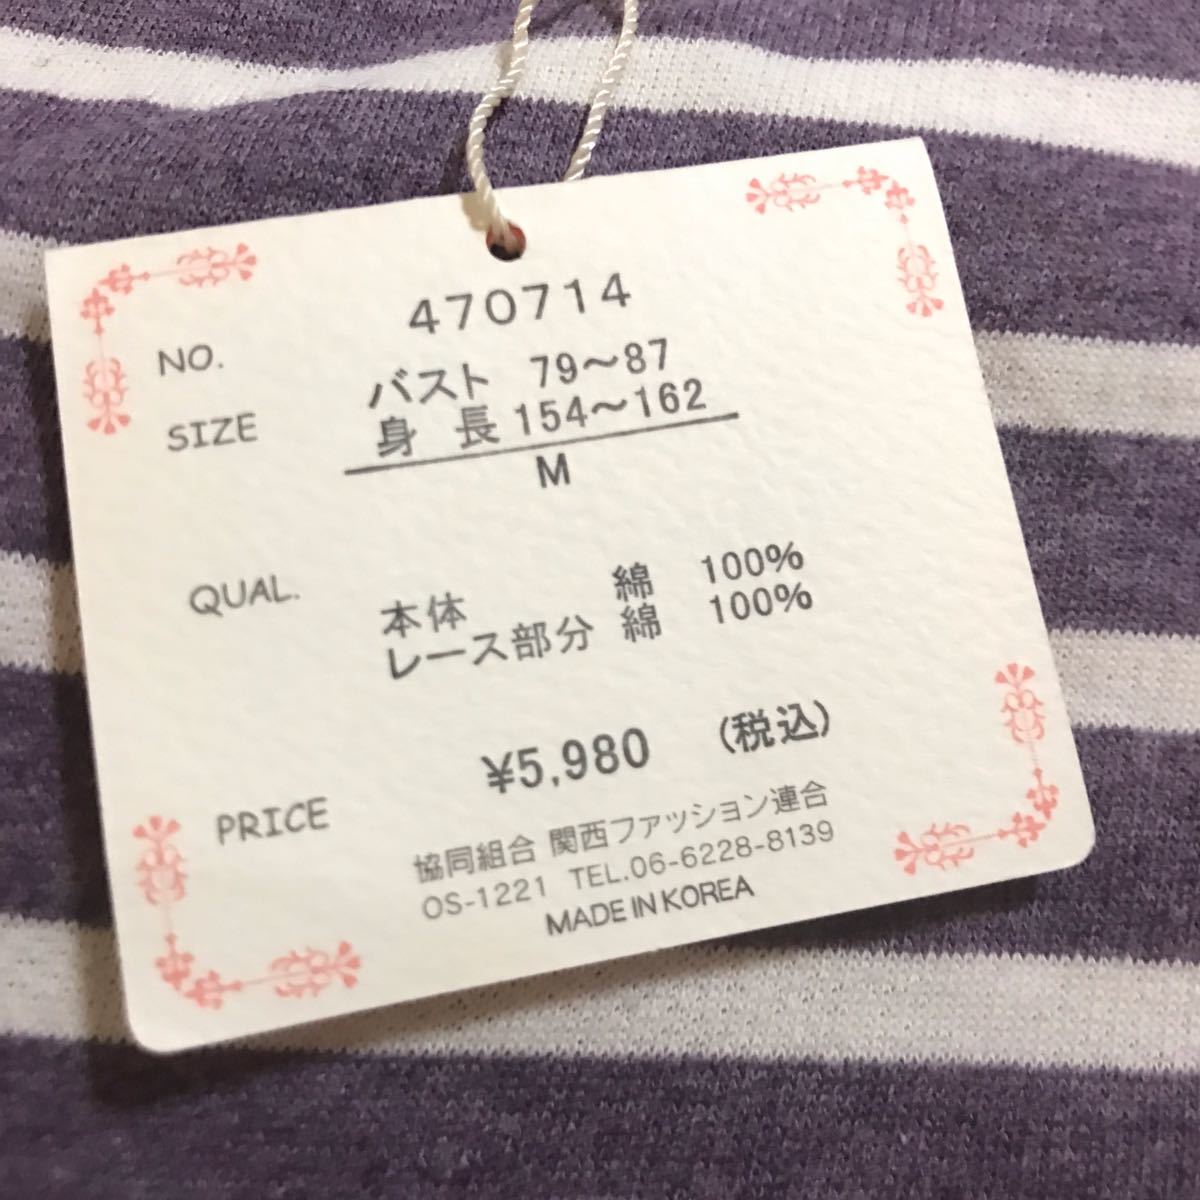 NO. 470714
SIZE バスト 79～87
身 長 154～162
M
QUAL. 本体 綿 100%
レース部分 綿 100%
PRICE ¥5,980 (税込)
協同組合 関西ファッション連合
OS-1221 TEL.06-6228-8139
MADE IN KOREA